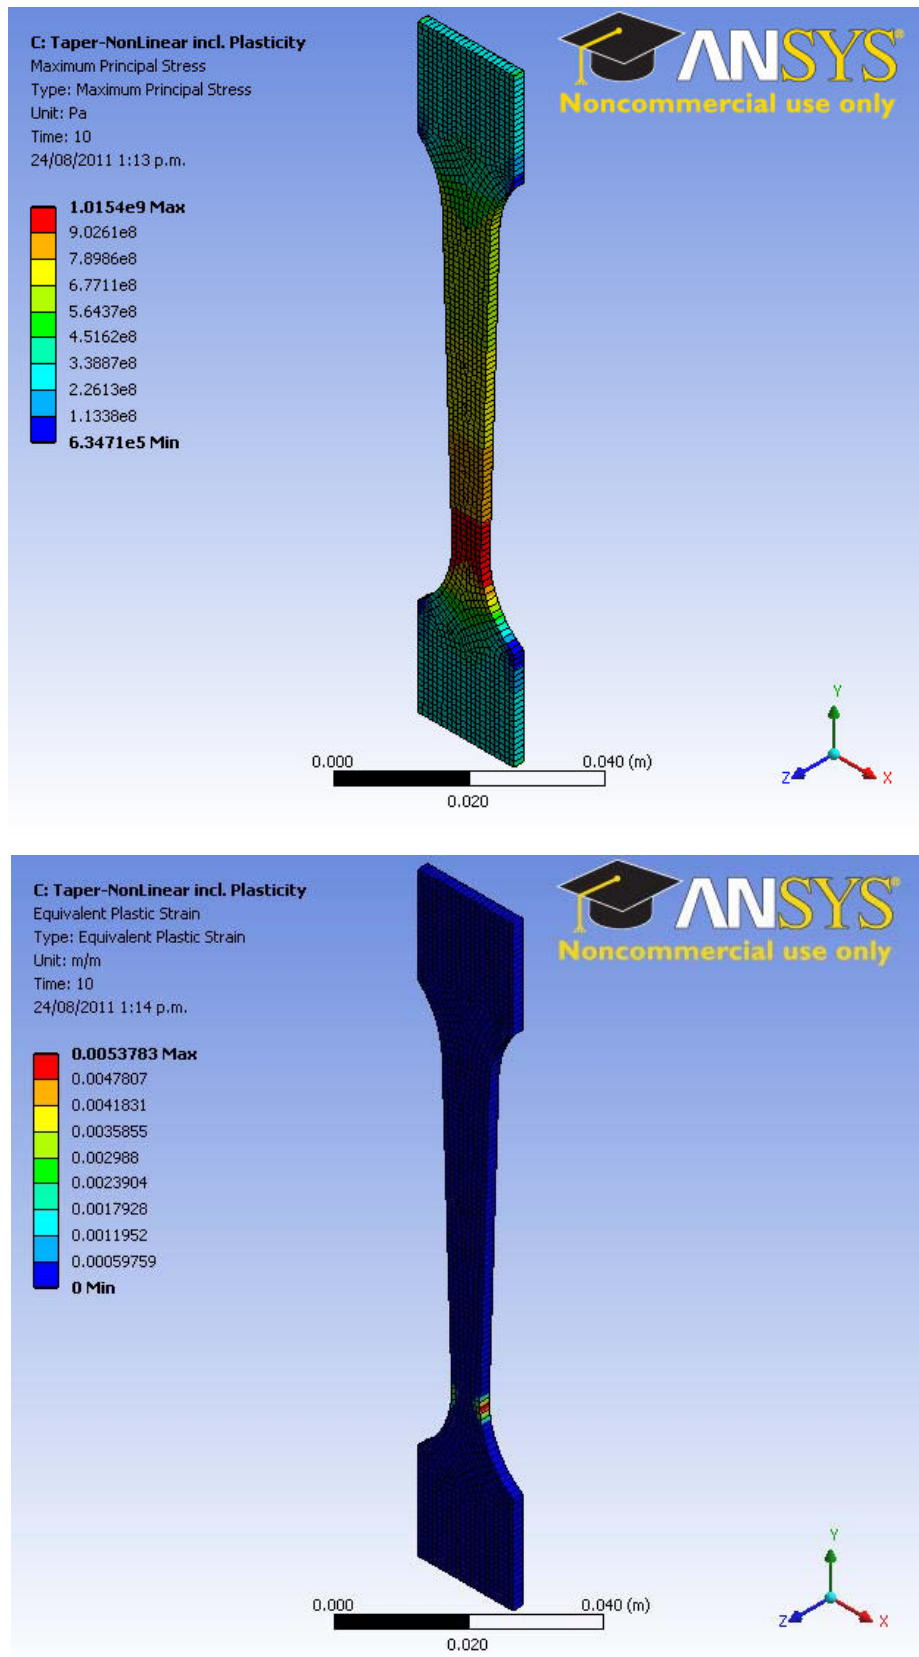 C: Taper-NonLinear incl. Plasticity
Maximum Principal Stress
Type: Maximum Principal Stress
Unit: Pa
Time: 10
24/08/2011 1:13 p.m.
ANSYS®
Noncommercial use only
1.0154e9 Max
9.0261e8
7.8986e8
6.7711e8
5.6437e8
4.5162e8
3.3887e8
2.2613e8
1.1338e8
6.3471e5 Min
0.000 0.040 (m)
0.020
Y
Z X
C: Taper-NonLinear incl. Plasticity
Equivalent Plastic Strain
Type: Equivalent Plastic Strain
Unit: m/m
Time: 10
24/08/2011 1:14 p.m.
ANSYS®
Noncommercial use only
0.0053783 Max
0.0047807
0.0041831
0.0035855
0.002988
0.0023904
0.0017928
0.0011952
0.00059759
0 Min
0.000 0.040 (m)
0.020
Y
Z X